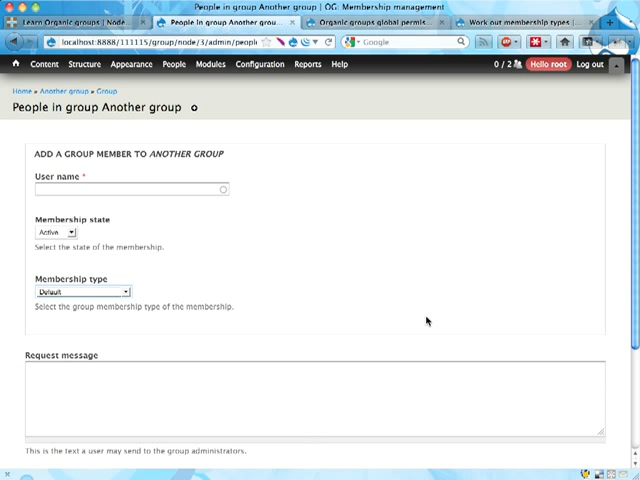 People in group Another group | OG: Membership management
Learn Organic groups | Node... People in group Another grou... Organic groups global permis... Work out membership types |...
localhost:8888/111115/group/node/3/admin/people Google
Content Structure Appearance People Modules Configuration Reports Help 0 / 2 Hello root Log out
Home » Another group » Group
People in group Another group
ADD A GROUP MEMBER TO ANOTHER GROUP
User name *
Membership state
Active
Select the state of the membership.
Membership type
Default
Select the group membership type of the membership.
Request message
This is the text a user may send to the group administrators.